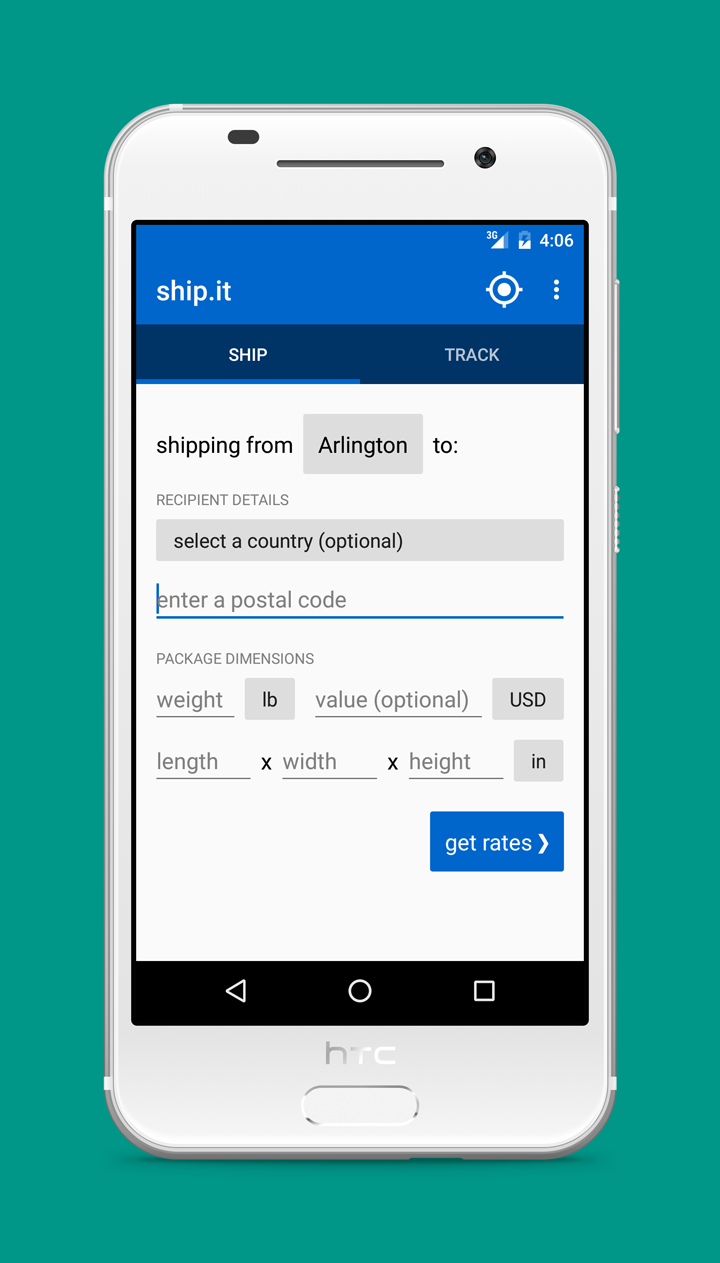 3G 4:06
ship.it
SHIP TRACK
shipping from Arlington to:
RECIPIENT DETAILS
select a country (optional)
enter a postal code
PACKAGE DIMENSIONS
weight lb value (optional) USD
length x width x height in
get rates ❯
hTC